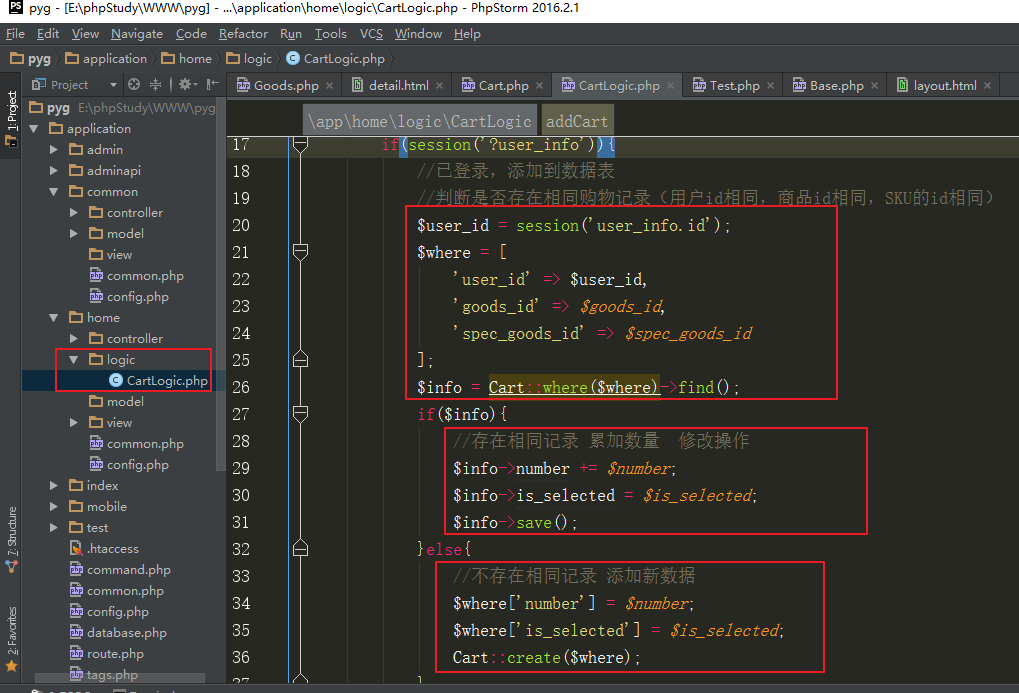 pyg - [E:\phpStudy\WWW\pyg] - ...\application\home\logic\CartLogic.php - PhpStorm 2016.2.1
File Edit View Navigate Code Refactor Run Tools VCS Window Help
pyg application home logic CartLogic.php
Project
Goods.php detail.html Cart.php CartLogic.php Test.php Base.php layout.html
1: Project
7: Structure
2: Favorites
pyg E:\phpStudy\WWW\pyg
application
admin
adminapi
common
controller
model
view
common.php
config.php
home
controller
logic
CartLogic.php
model
view
common.php
config.php
index
mobile
test
.htaccess
command.php
common.php
config.php
database.php
route.php
tags.php
\app\home\logic\CartLogic addCart
17 if(session('?user_info')){
18 //已登录，添加到数据表
19 //判断是否存在相同购物记录（用户id相同，商品id相同，SKU的id相同）
20 $user_id = session('user_info.id');
21 $where = [
22 'user_id' => $user_id,
23 'goods_id' => $goods_id,
24 'spec_goods_id' => $spec_goods_id
25 ];
26 $info = Cart::where($where)->find();
27 if($info){
28 //存在相同记录 累加数量 修改操作
29 $info->number += $number;
30 $info->is_selected = $is_selected;
31 $info->save();
32 }else{
33 //不存在相同记录 添加新数据
34 $where['number'] = $number;
35 $where['is_selected'] = $is_selected;
36 Cart::create($where);